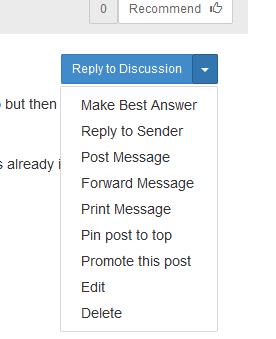 0 Recommend
Reply to Discussion
but then
Make Best Answer
Reply to Sender
Post Message
already
Forward Message
Print Message
Pin post to top
Promote this post
Edit
Delete